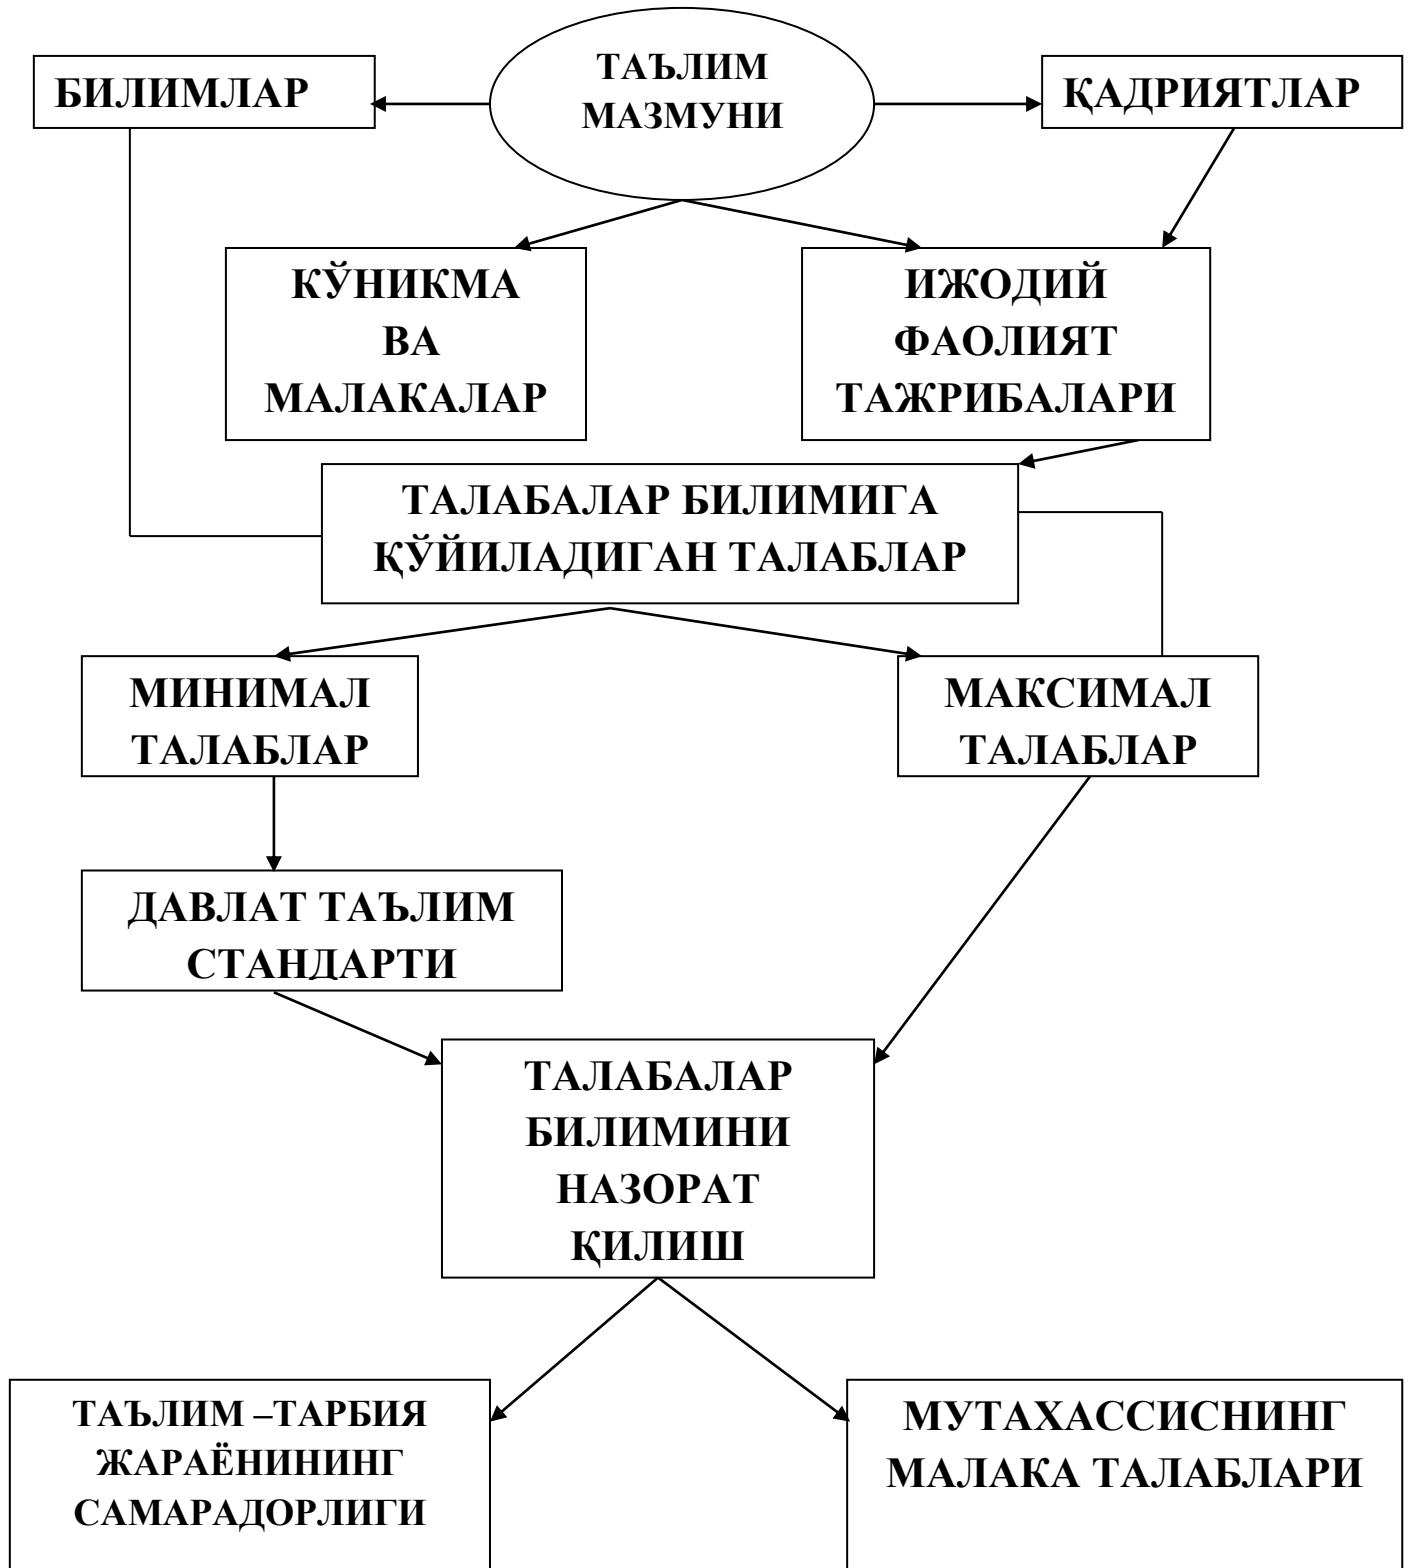 ТАЪЛИМ
МАЗМУНИ
БИЛИМЛАР
ҚАДРИЯТЛАР
КЎНИКМА
ВА
МАЛАКАЛАР
ИЖОДИЙ
ФАОЛИЯТ
ТАЖРИБАЛАРИ
ТАЛАБАЛАР БИЛИМИГА
ҚЎЙИЛАДИГАН ТАЛАБЛАР
МИНИМАЛ
ТАЛАБЛАР
МАКСИМАЛ
ТАЛАБЛАР
ДАВЛАТ ТАЪЛИМ
СТАНДАРТИ
ТАЛАБАЛАР
БИЛИМИНИ
НАЗОРАТ
ҚИЛИШ
ТАЪЛИМ –ТАРБИЯ
ЖАРАЁНИНИНГ
САМАРАДОРЛИГИ
МУТАХАССИСНИНГ
МАЛАКА ТАЛАБЛАРИ